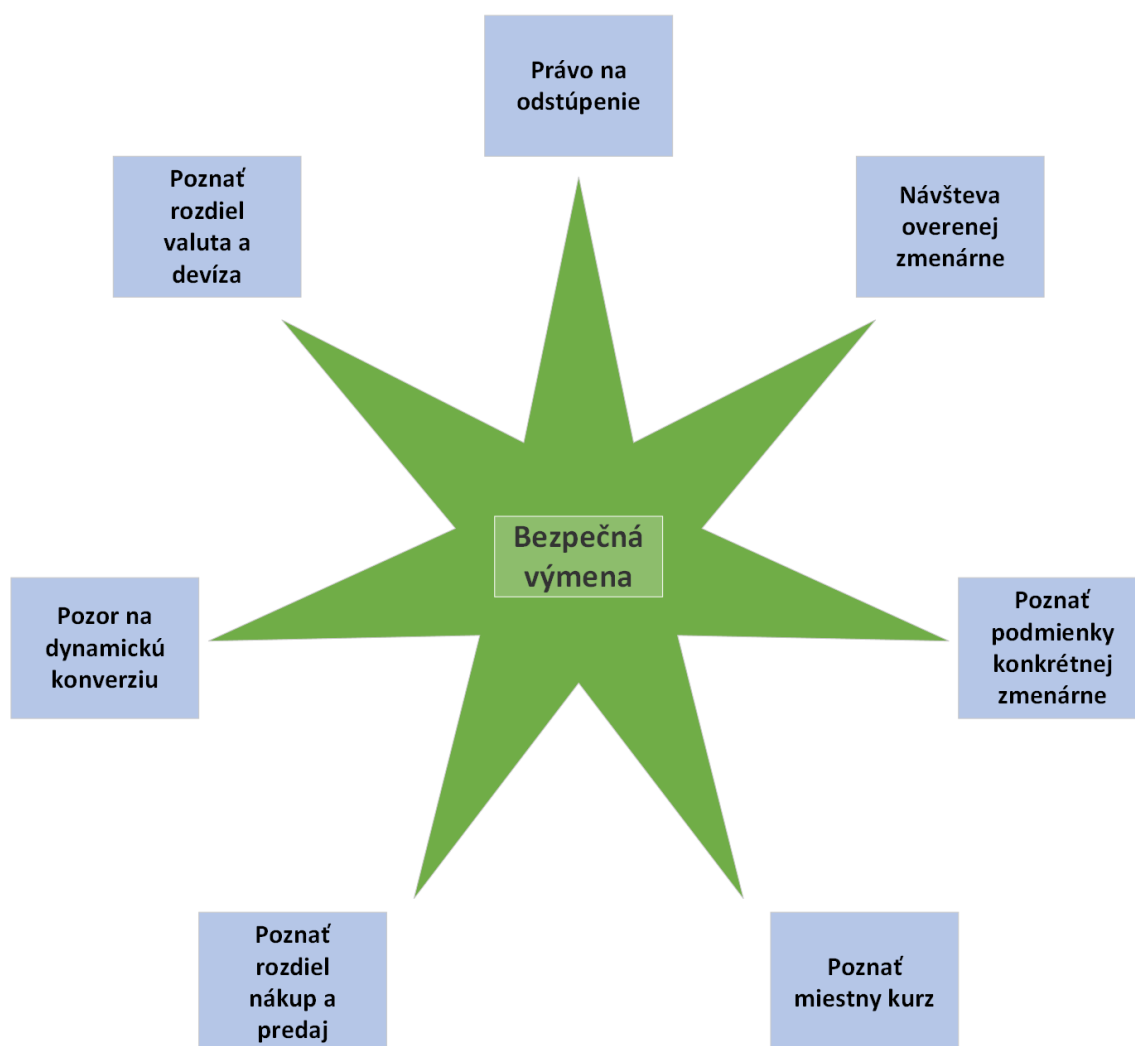 Právo na
odstúpenie
Poznať
rozdiel
valuta a
devíza
Návšteva
overenej
zmenárne
Bezpečná
výmena
Pozor na
dynamickú
konverziu
Poznať
podmienky
konkrétnej
zmenárne
Poznať
rozdiel
nákup a
predaj
Poznať
miestny kurz